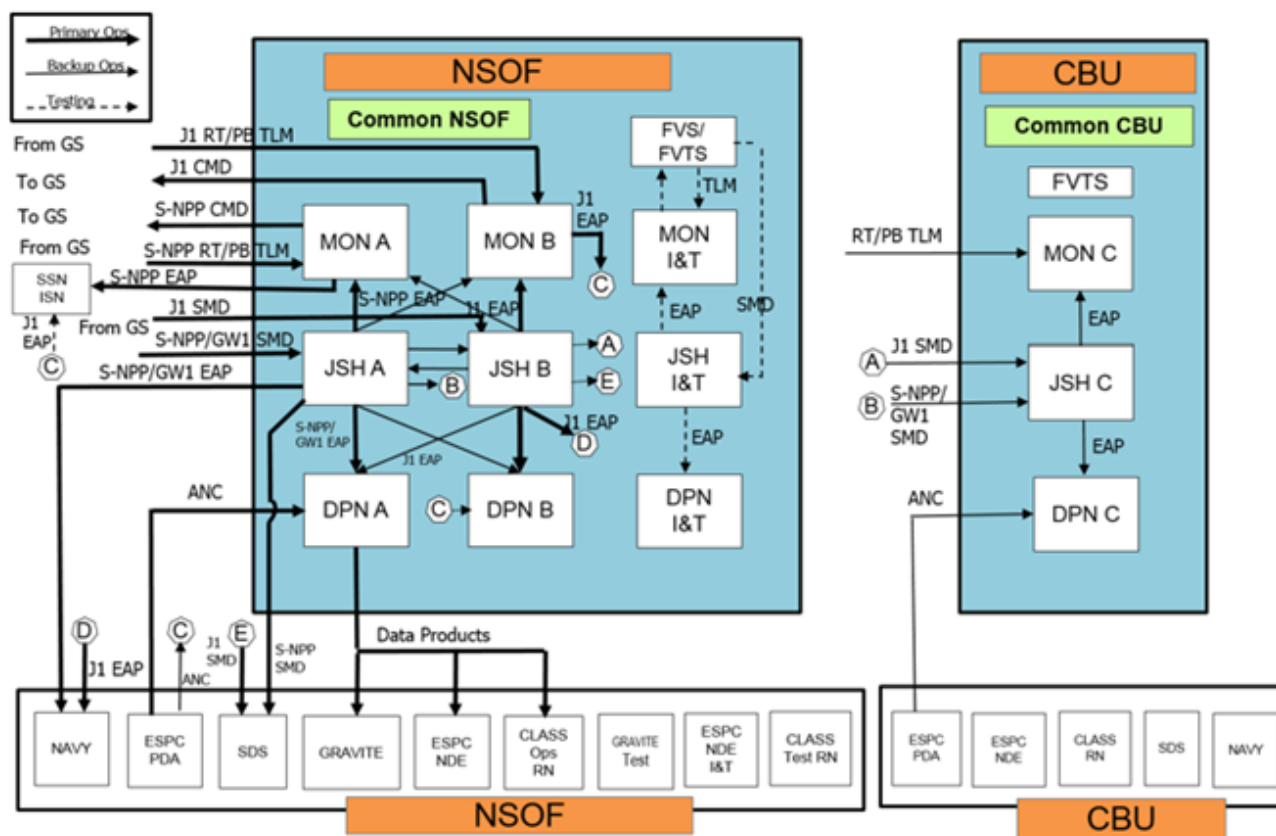 Primary Ops
Backup Ops
Testing
NSOF
Common NSOF
CBU
Common CBU
From GS
J1 RT/PB TLM
To GS
J1 CMD
To GS
S-NPP CMD
From GS
S-NPP RT/PB TLM
SSN
ISN
S-NPP EAP
J1
EAP
C
From GS
J1 SMD
S-NPP/GW1 SMD
S-NPP/GW1 EAP
MON A
MON B
J1
EAP
C
S-NPP EAP
J1 EAP
JSH A
JSH B
A
B
E
S-NPP/
GW1 EAP
J1 EAP
J1 EAP
D
ANC
DPN A
C
DPN B
FVS/
FVTS
TLM
MON
I&T
SMD
EAP
JSH
I&T
EAP
DPN
I&T
FVTS
RT/PB TLM
MON C
EAP
A
J1 SMD
B
S-NPP/
GW1
SMD
JSH C
EAP
ANC
DPN C
D
J1 EAP
C
ANC
J1
SMD
E
S-NPP
SMD
Data Products
NAVY
ESPC
PDA
SDS
GRAVITE
ESPC
NDE
CLASS
Ops
RN
GRAVITE
Test
ESPC
NDE
I&T
CLASS
Test RN
NSOF
ESPC
PDA
ESPC
NDE
CLASS
RN
SDS
NAVY
CBU